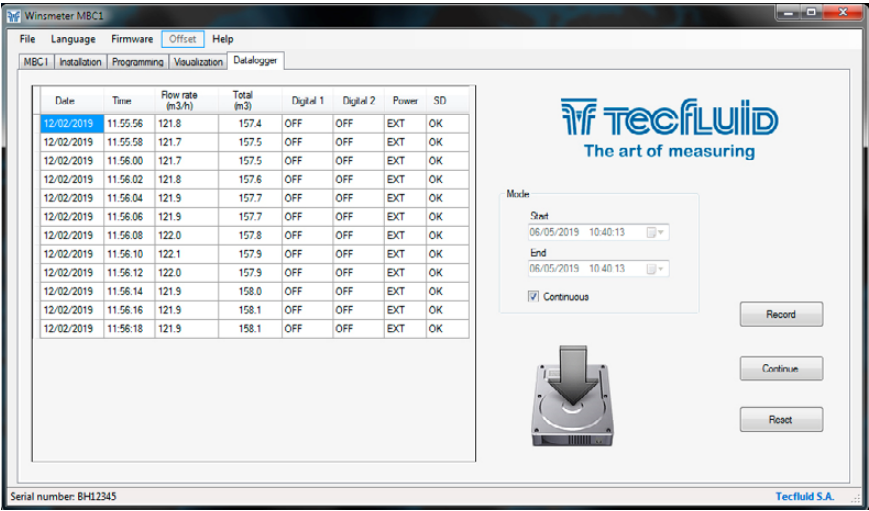 Winsmeter MBC1
File Language Firmware Offset Help
MBC1 Installation Programming Visualization Datalogger
Date Time Flow rate (m3/h) Total (m3) Digital 1 Digital 2 Power SD
12/02/2019 11.55.56 121.8 157.4 OFF OFF EXT OK
12/02/2019 11.55.58 121.7 157.5 OFF OFF EXT OK
12/02/2019 11.56.00 121.7 157.5 OFF OFF EXT OK
12/02/2019 11.56.02 121.8 157.6 OFF OFF EXT OK
12/02/2019 11.56.04 121.9 157.7 OFF OFF EXT OK
12/02/2019 11.56.06 121.9 157.7 OFF OFF EXT OK
12/02/2019 11.56.08 122.0 157.8 OFF OFF EXT OK
12/02/2019 11.56.10 122.1 157.9 OFF OFF EXT OK
12/02/2019 11.56.12 122.0 157.9 OFF OFF EXT OK
12/02/2019 11.56.14 121.9 158.0 OFF OFF EXT OK
12/02/2019 11.56.16 121.9 158.1 OFF OFF EXT OK
12/02/2019 11:56:18 121.9 158.1 OFF OFF EXT OK
TECFLUID
The art of measuring
Mode
Start
06/05/2019 10:40:13
End
06/05/2019 10:40:13
Continuous
Record
Continue
Reset
Serial number: BH12345
Tecfluid S.A.